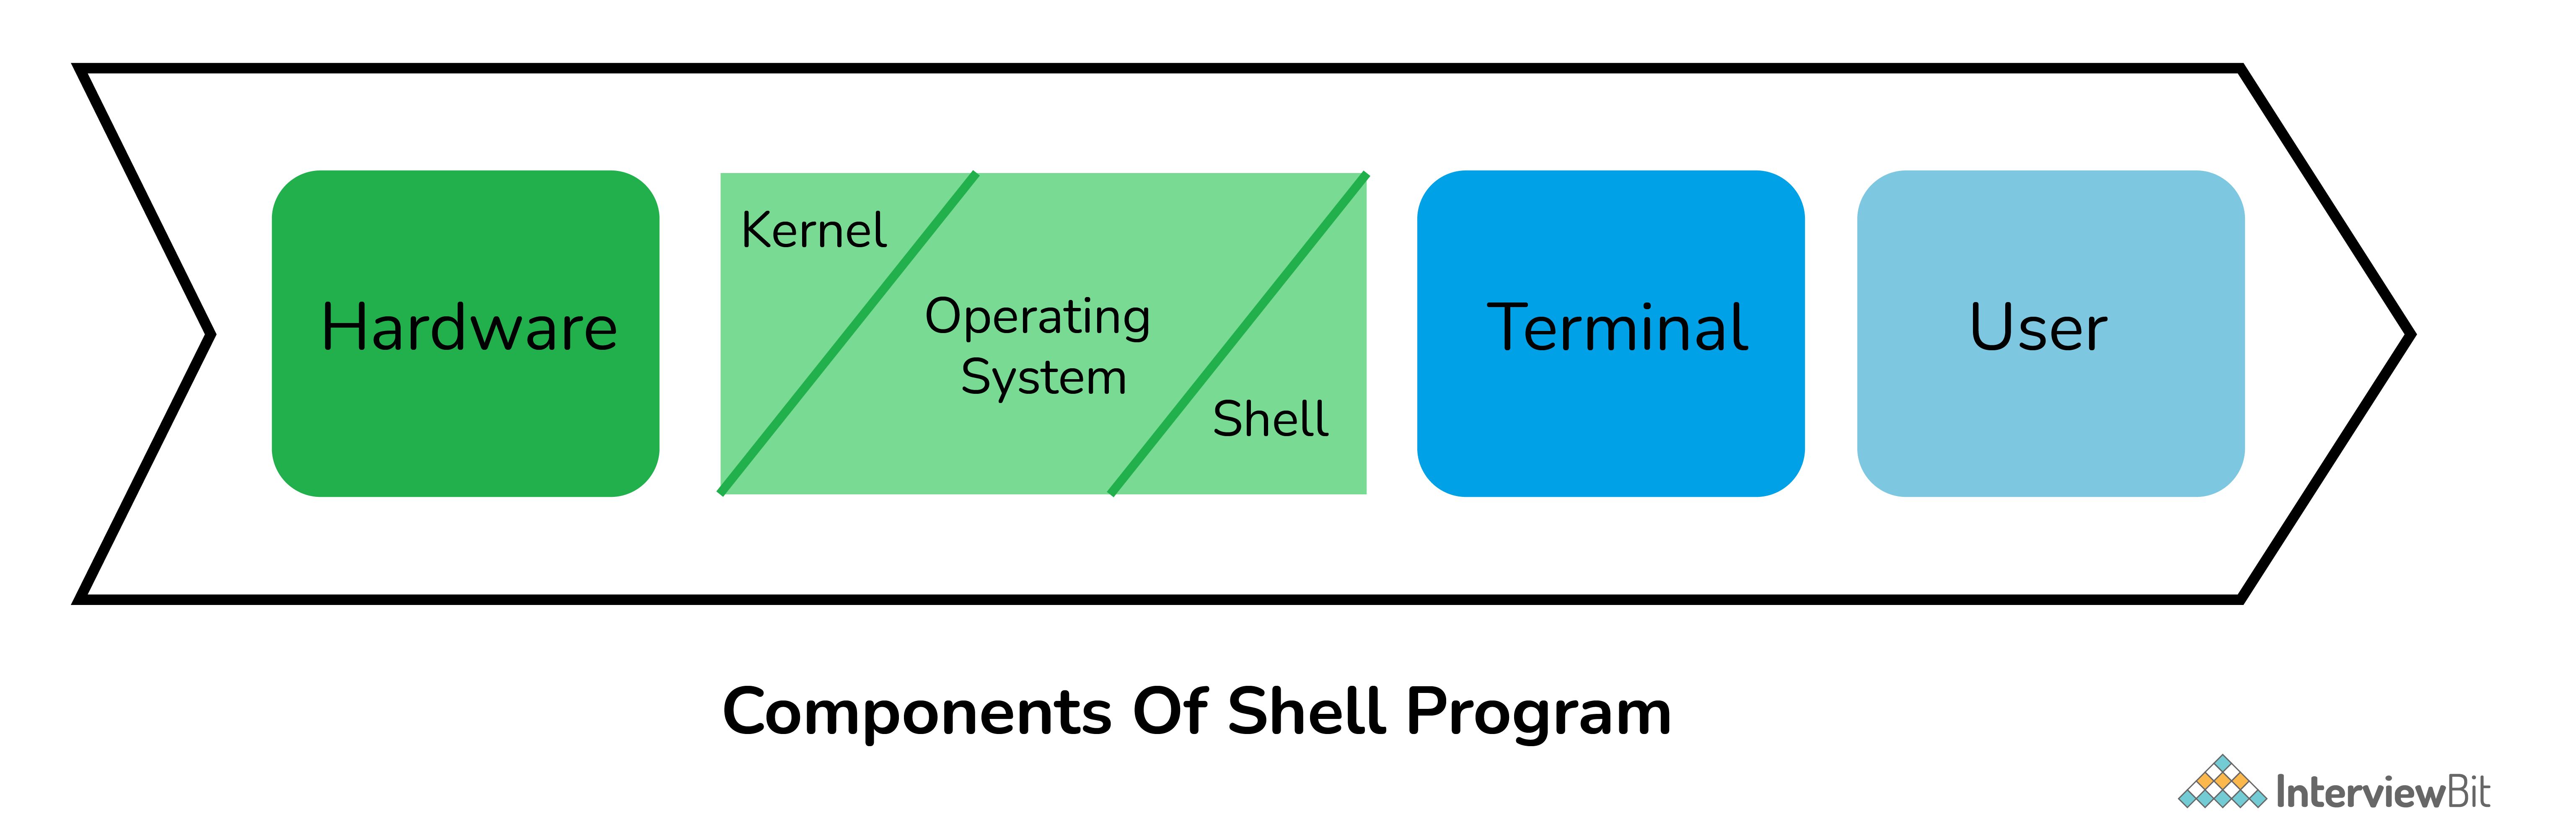 Hardware
Kernel
Operating
System
Shell
Terminal
User
Components Of Shell Program
InterviewBit